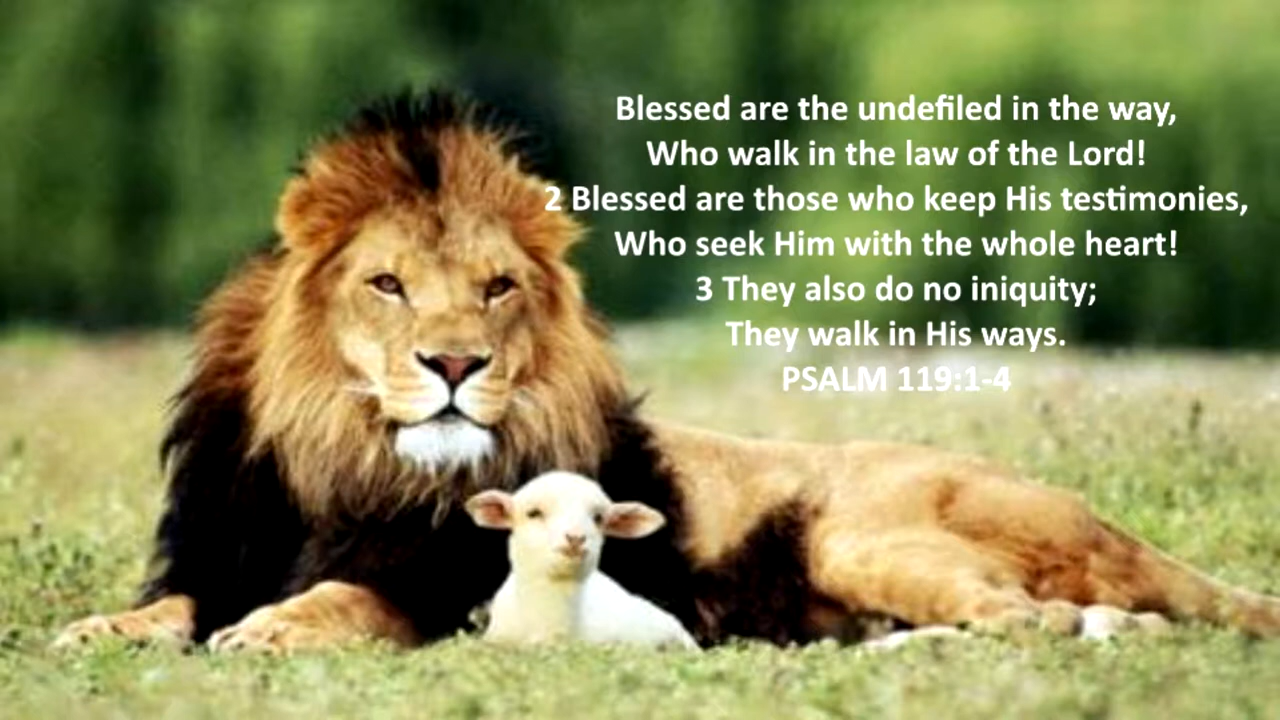 Blessed are the undefiled in the way,
Who walk in the law of the Lord!
2 Blessed are those who keep His testimonies,
Who seek Him with the whole heart!
3 They also do no iniquity;
They walk in His ways.
PSALM 119:1-4